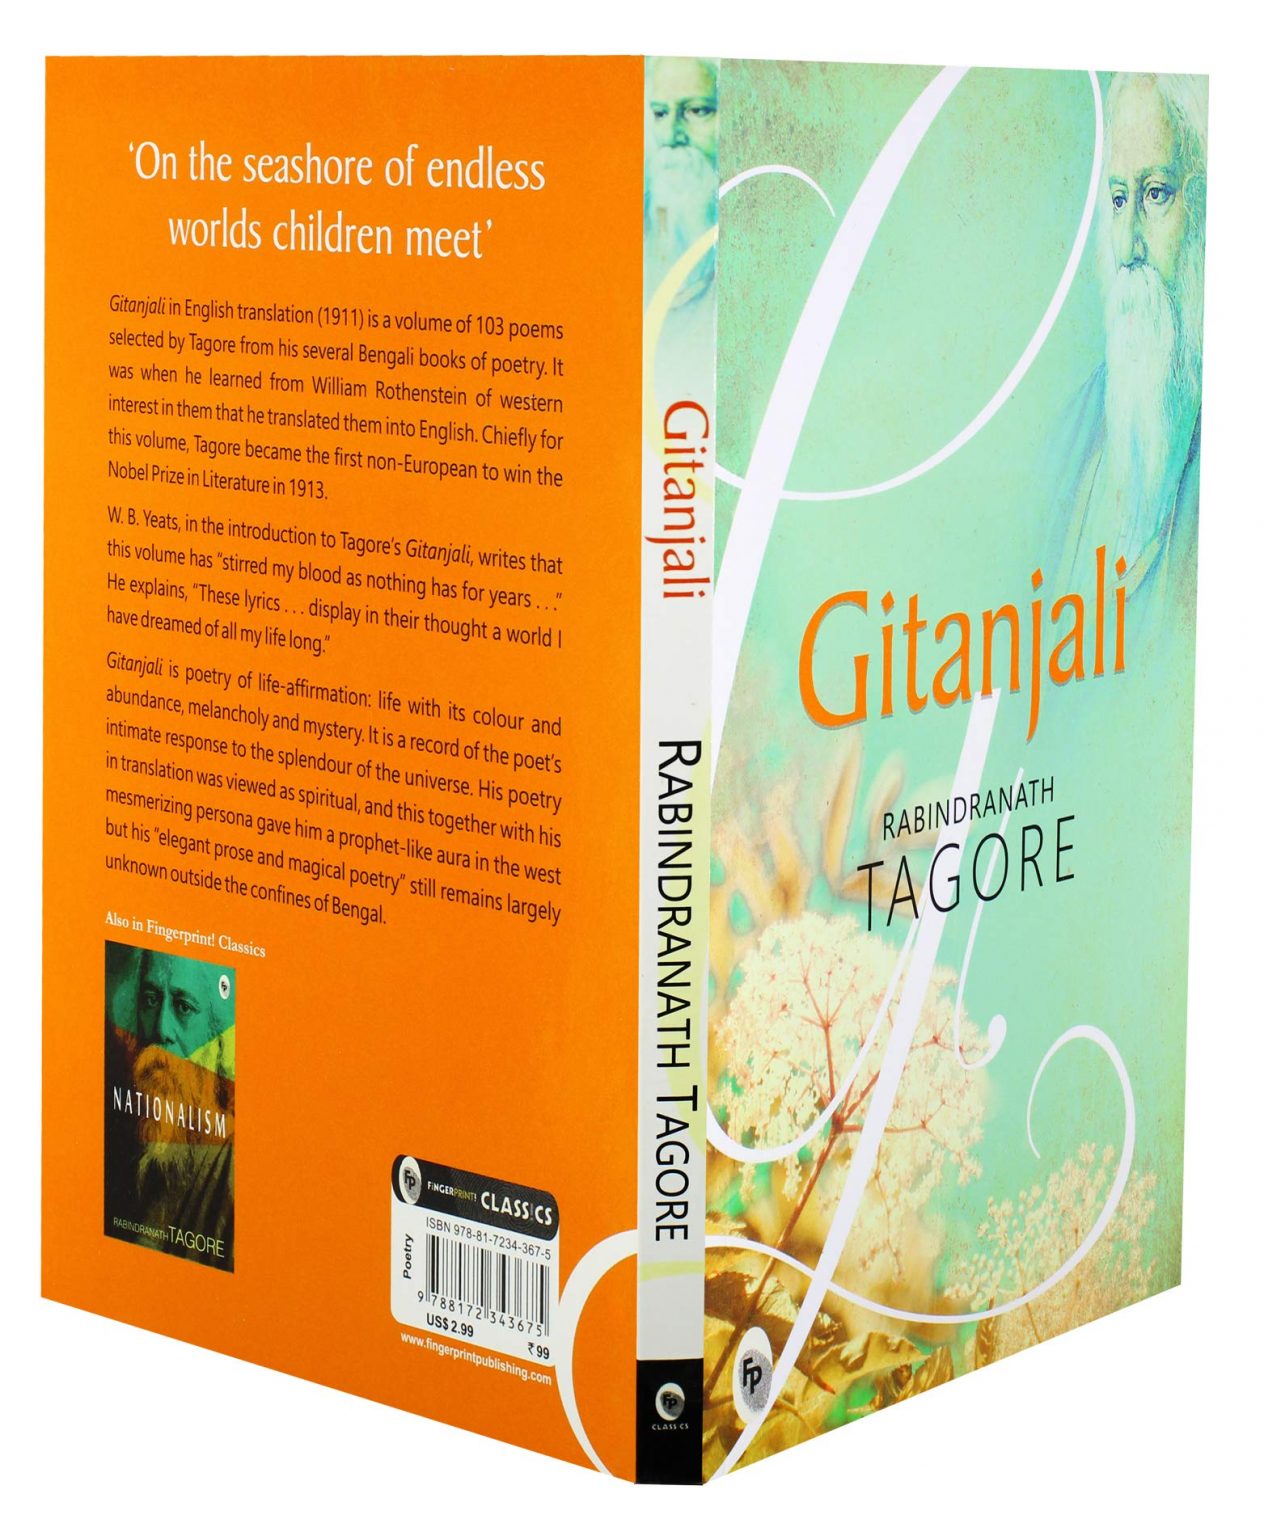 ‘On the seashore of endless
worlds children meet’
Gitanjali in English translation (1911) is a volume of 103 poems
selected by Tagore from his several Bengali books of poetry. It
was when he learned from William Rothenstein of western
interest in them that he translated them into English. Chiefly for
this volume, Tagore became the first non-European to win the
Nobel Prize in Literature in 1913.
W. B. Yeats, in the introduction to Tagore’s Gitanjali, writes that
this volume has “stirred my blood as nothing has for years . . .”
He explains, “These lyrics . . . display in their thought a world I
have dreamed of all my life long.”
Gitanjali is poetry of life-affirmation: life with its colour and
abundance, melancholy and mystery. It is a record of the poet’s
intimate response to the splendour of the universe. His poetry
in translation was viewed as spiritual, and this together with his
mesmerizing persona gave him a prophet-like aura in the west
but his “elegant prose and magical poetry” still remains largely
unknown outside the confines of Bengal.
Also in Fingerprint! Classics
FP
NATIONALISM
RABINDRANATH TAGORE
FP FiNGERPRINT! CLASS!CS
ISBN 978-81-7234-367-5
Poetry
9 788172 343675
US$ 2.99
₹ 99
www.fingerprintpublishing.com
Gitanjali
RABINDRANATH TAGORE
FP
CLASSICS
Gitanjali
RABINDRANATH
TAGORE
FP